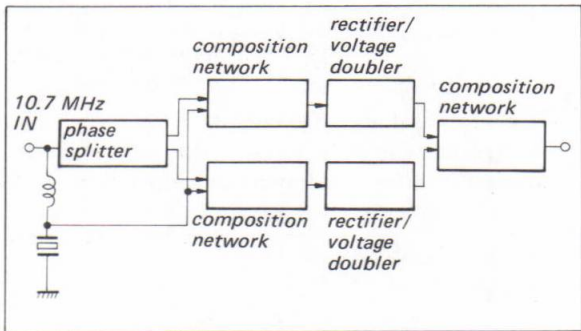 composition
network
rectifier/
voltage
doubler
composition
network
10.7 MHz
IN
phase
splitter
composition
network
rectifier/
voltage
doubler